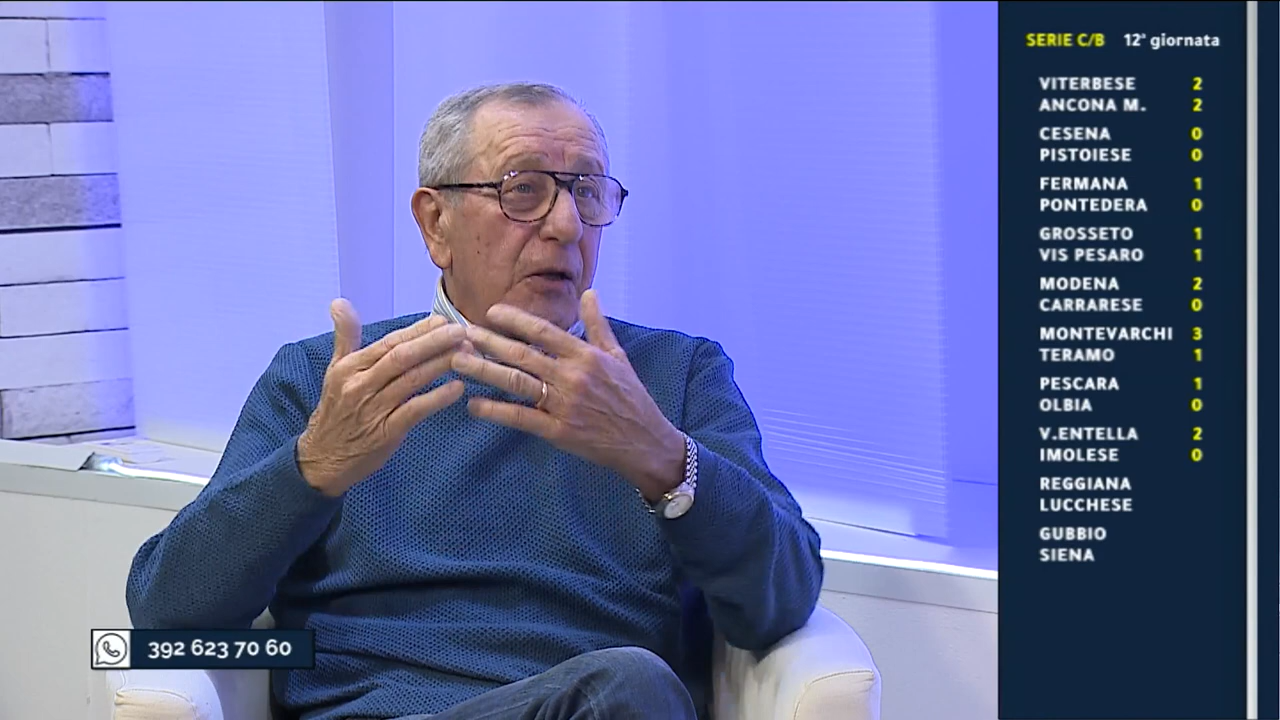 SERIE C/B 12ª giornata
VITERBESE 2
ANCONA M. 2
CESENA 0
PISTOIESE 0
FERMANA 1
PONTEDERA 0
GROSSETO 1
VIS PESARO 1
MODENA 2
CARRARESE 0
MONTEVARCHI 3
TERAMO 1
PESCARA 1
OLBIA 0
V.ENTELLA 2
IMOLESE 0
REGGIANA
LUCCHESE
GUBBIO
SIENA
392 623 70 60